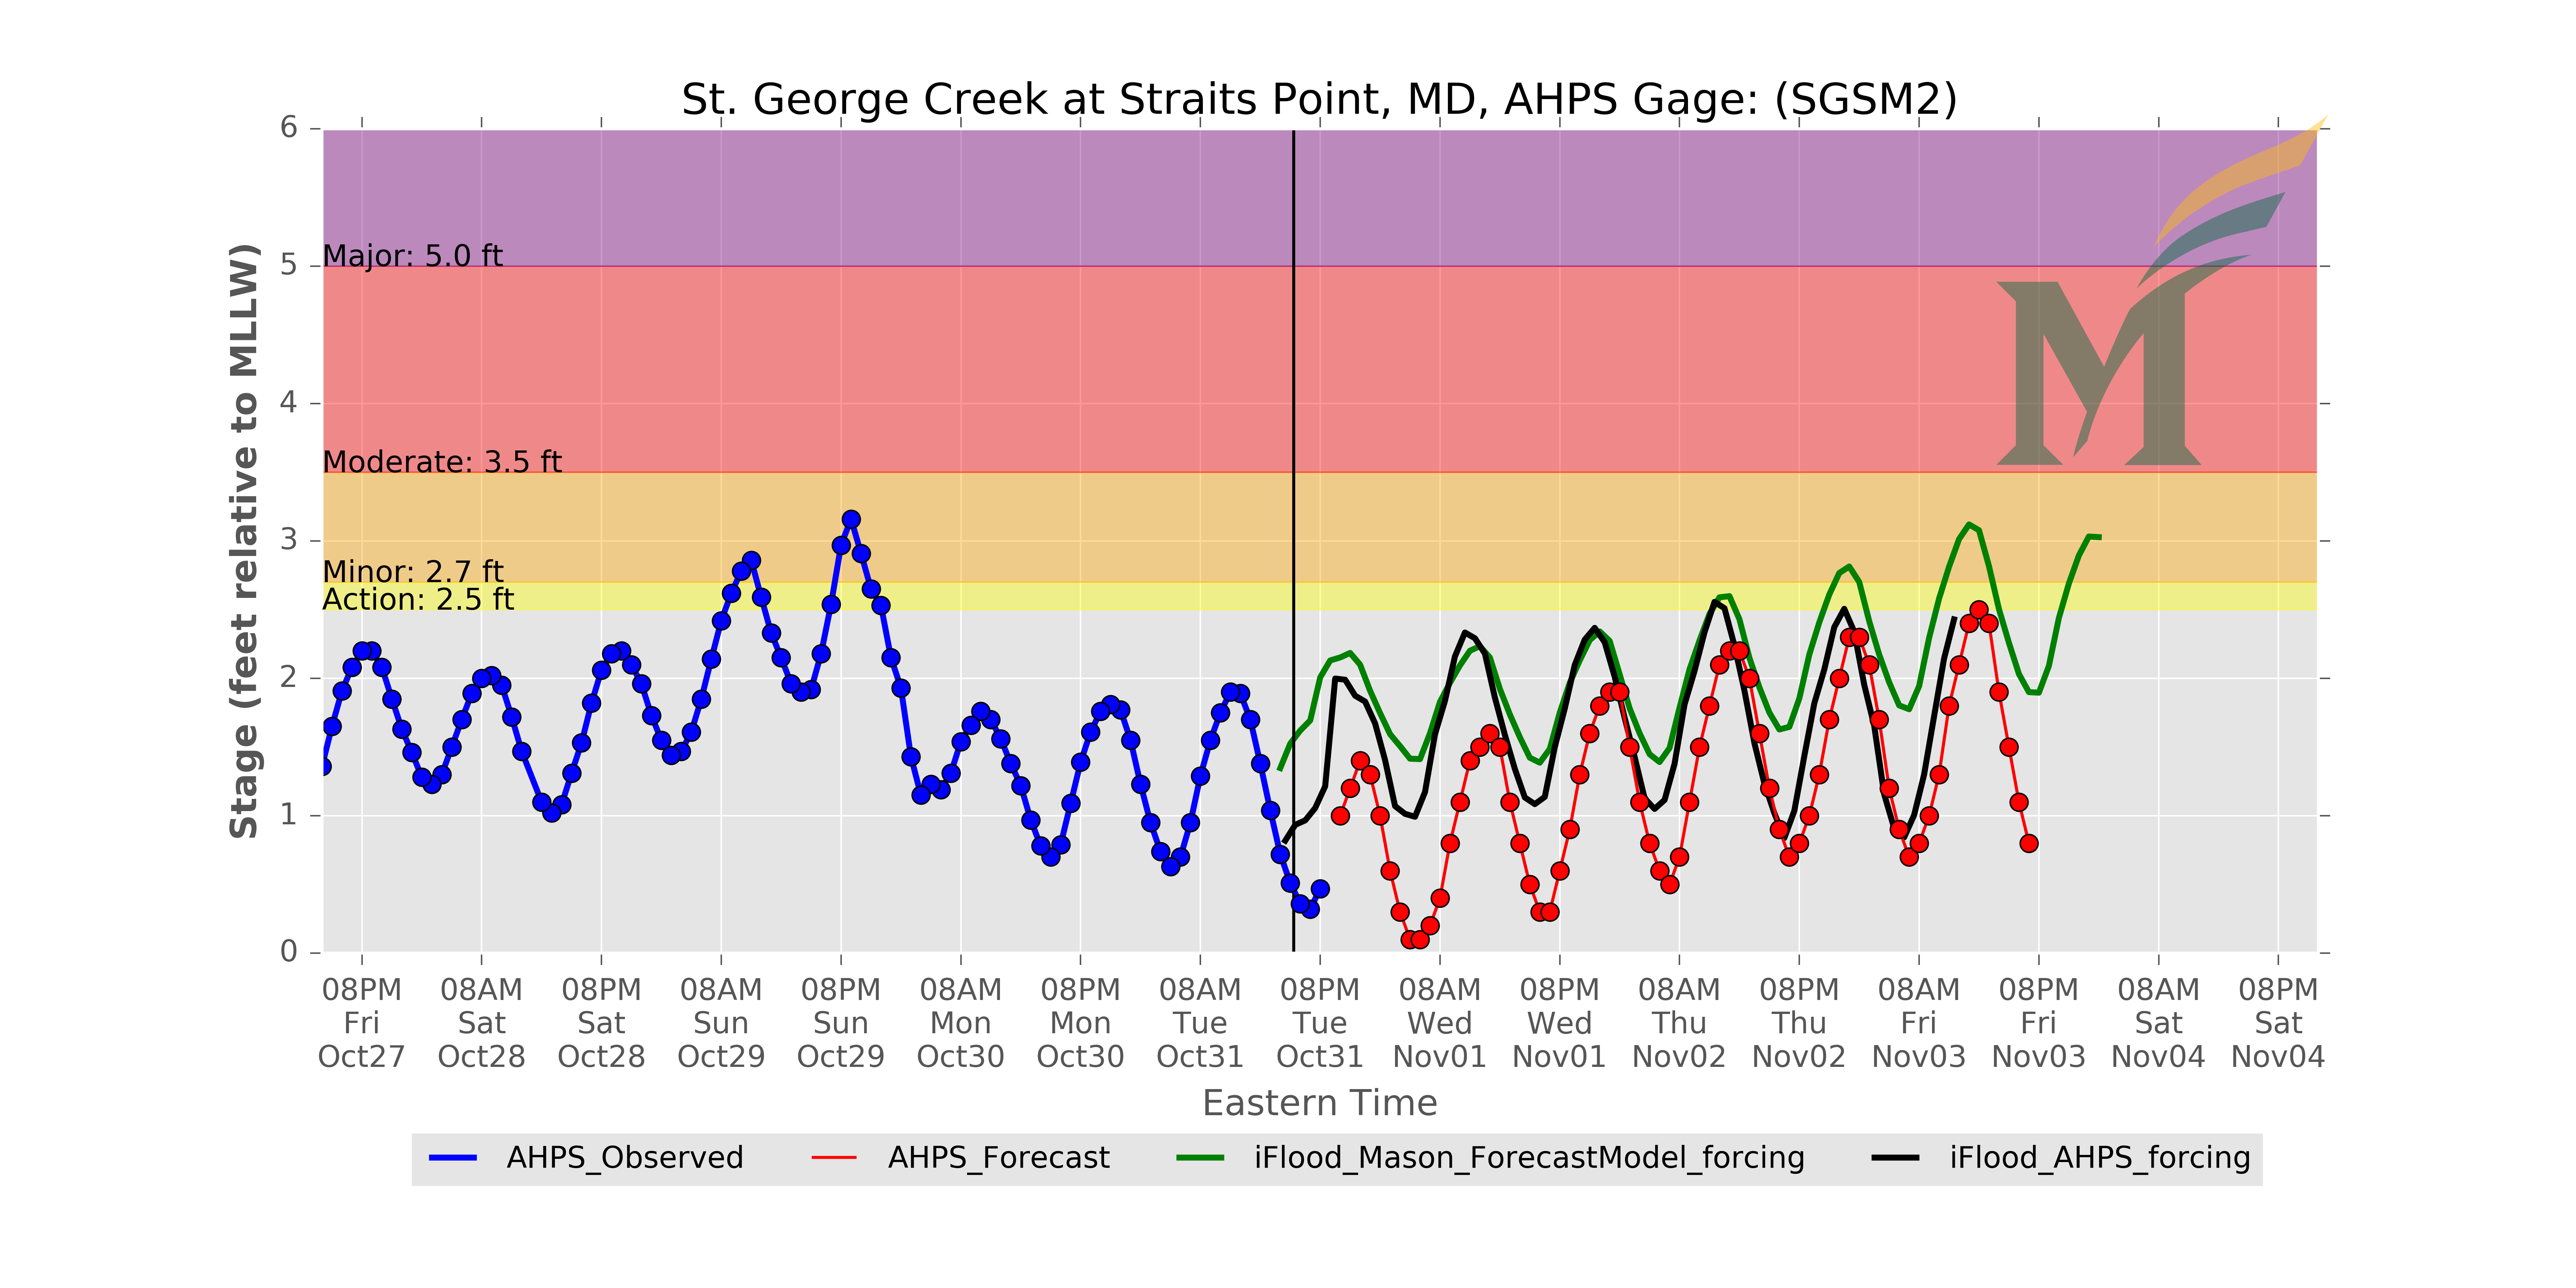 St. George Creek at Straits Point, MD, AHPS Gage: (SGSM2)
Stage (feet relative to MLLW)
6
5
4
3
2
1
0
Major: 5.0 ft
Moderate: 3.5 ft
Minor: 2.7 ft
Action: 2.5 ft
M
08PM 08AM 08PM 08AM 08PM 08AM 08PM 08AM 08PM 08AM 08PM 08AM 08PM 08AM 08PM 08AM 08PM
Fri Sat Sat Sun Sun Mon Mon Tue Tue Wed Wed Thu Thu Fri Fri Sat Sat
Oct27 Oct28 Oct28 Oct29 Oct29 Oct30 Oct30 Oct31 Oct31 Nov01 Nov01 Nov02 Nov02 Nov03 Nov03 Nov04 Nov04
Eastern Time
AHPS_Observed AHPS_Forecast iFlood_Mason_ForecastModel_forcing iFlood_AHPS_forcing